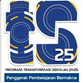 25
PROGRAM TRANSFORMASI SEKOLAH 2025
Penggerak Pembelajaran Bermakna